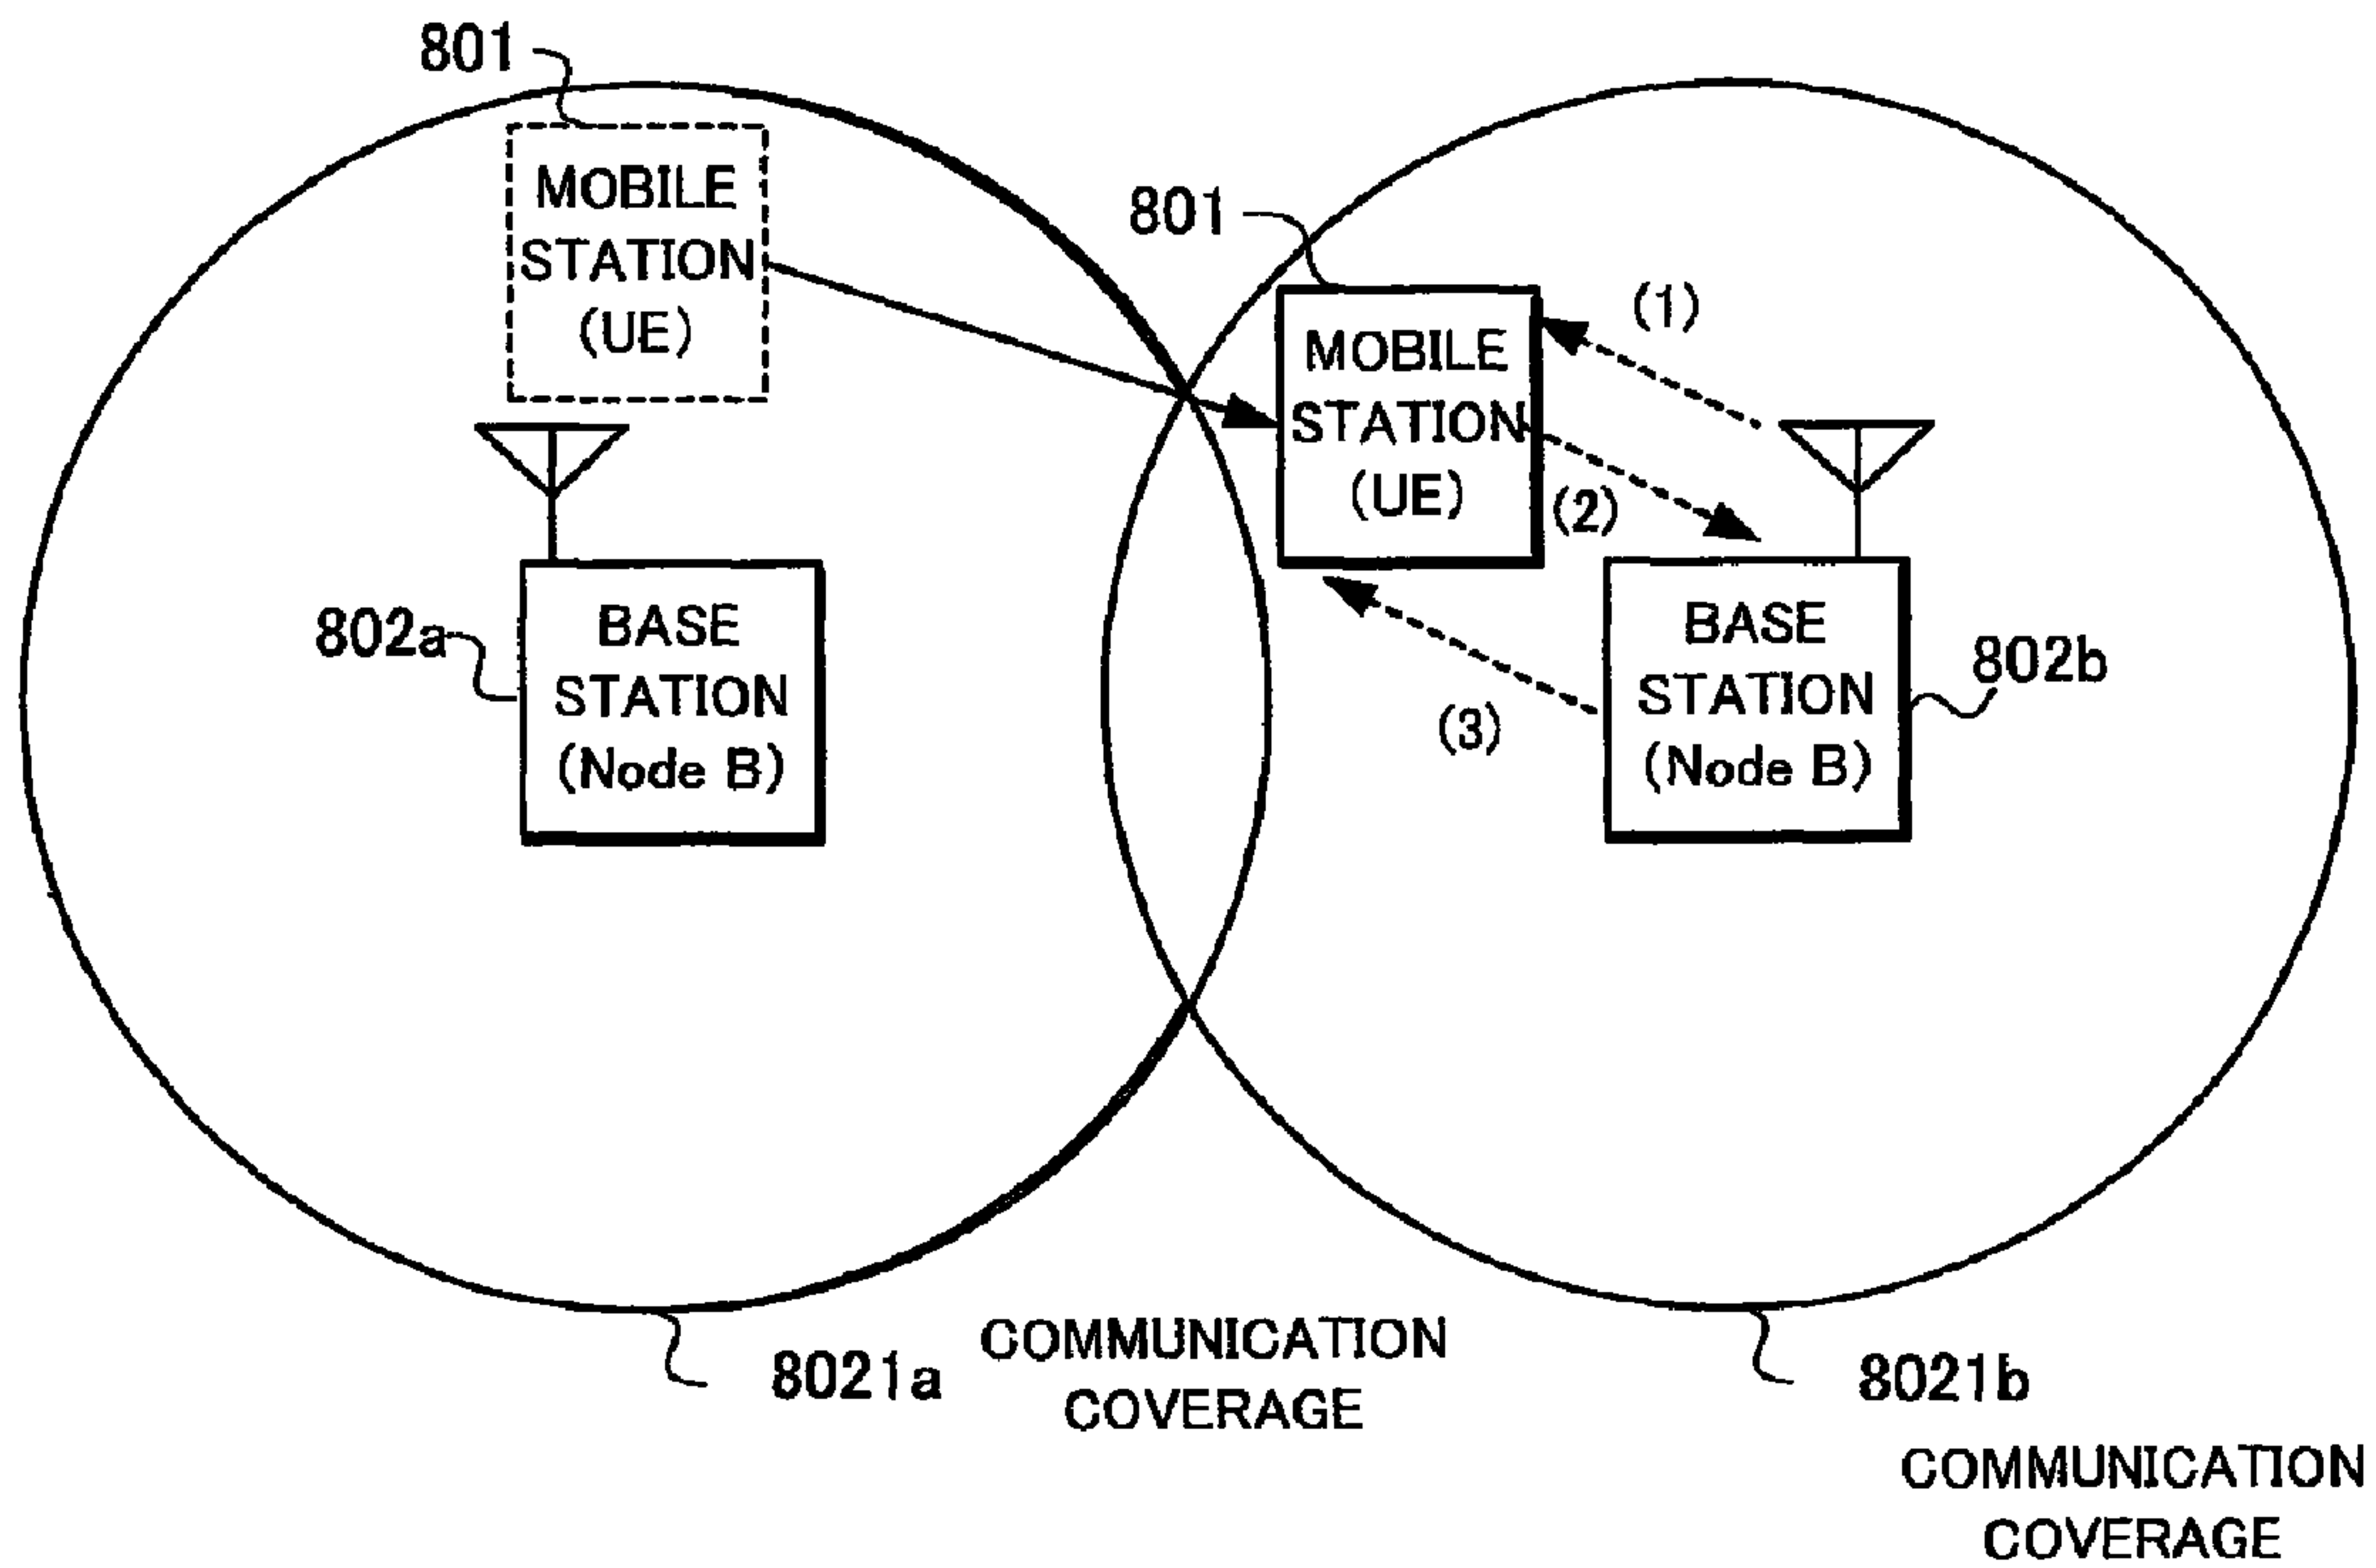 801
MOBILE
STATION
(UE)
801
MOBILE
STATION
(UE)
(1)
(2)
(3)
802a
BASE
STATION
(Node B)
BASE
STATION
(Node B)
802b
8021a
COMMUNICATION
COVERAGE
8021b
COMMUNICATION
COVERAGE